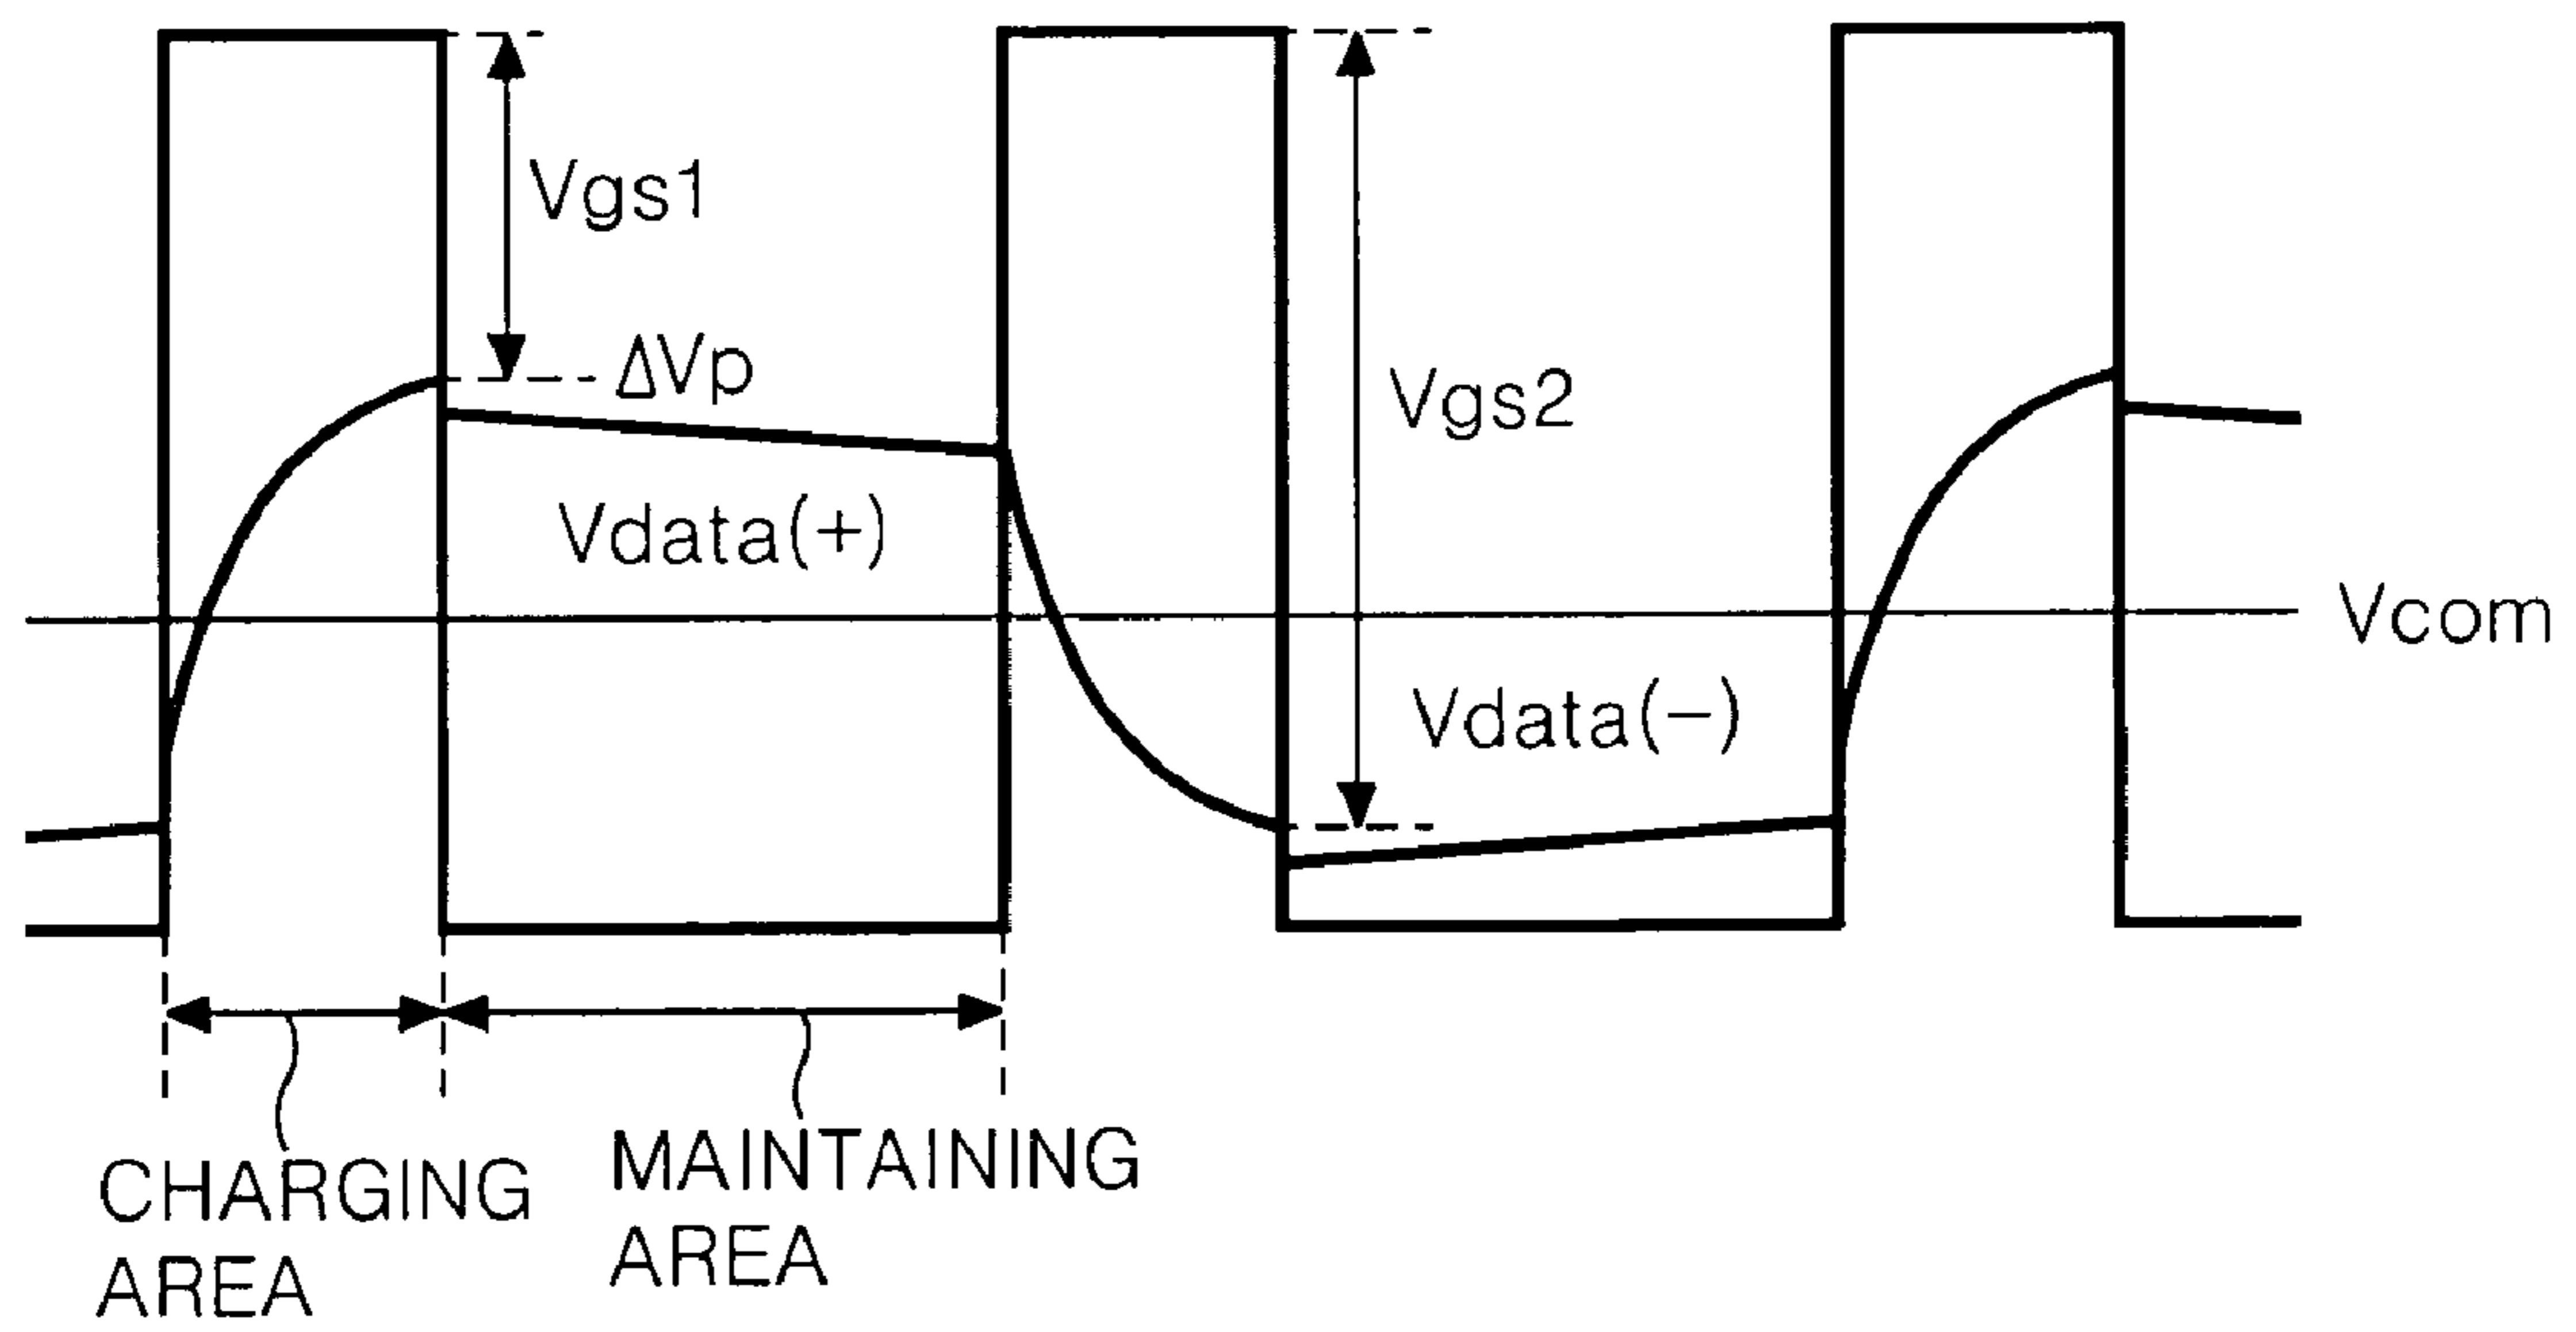 Vgs1
ΔVp
Vgs2
Vdata(+)
Vcom
Vdata(−)
CHARGING
AREA
MAINTAINING
AREA